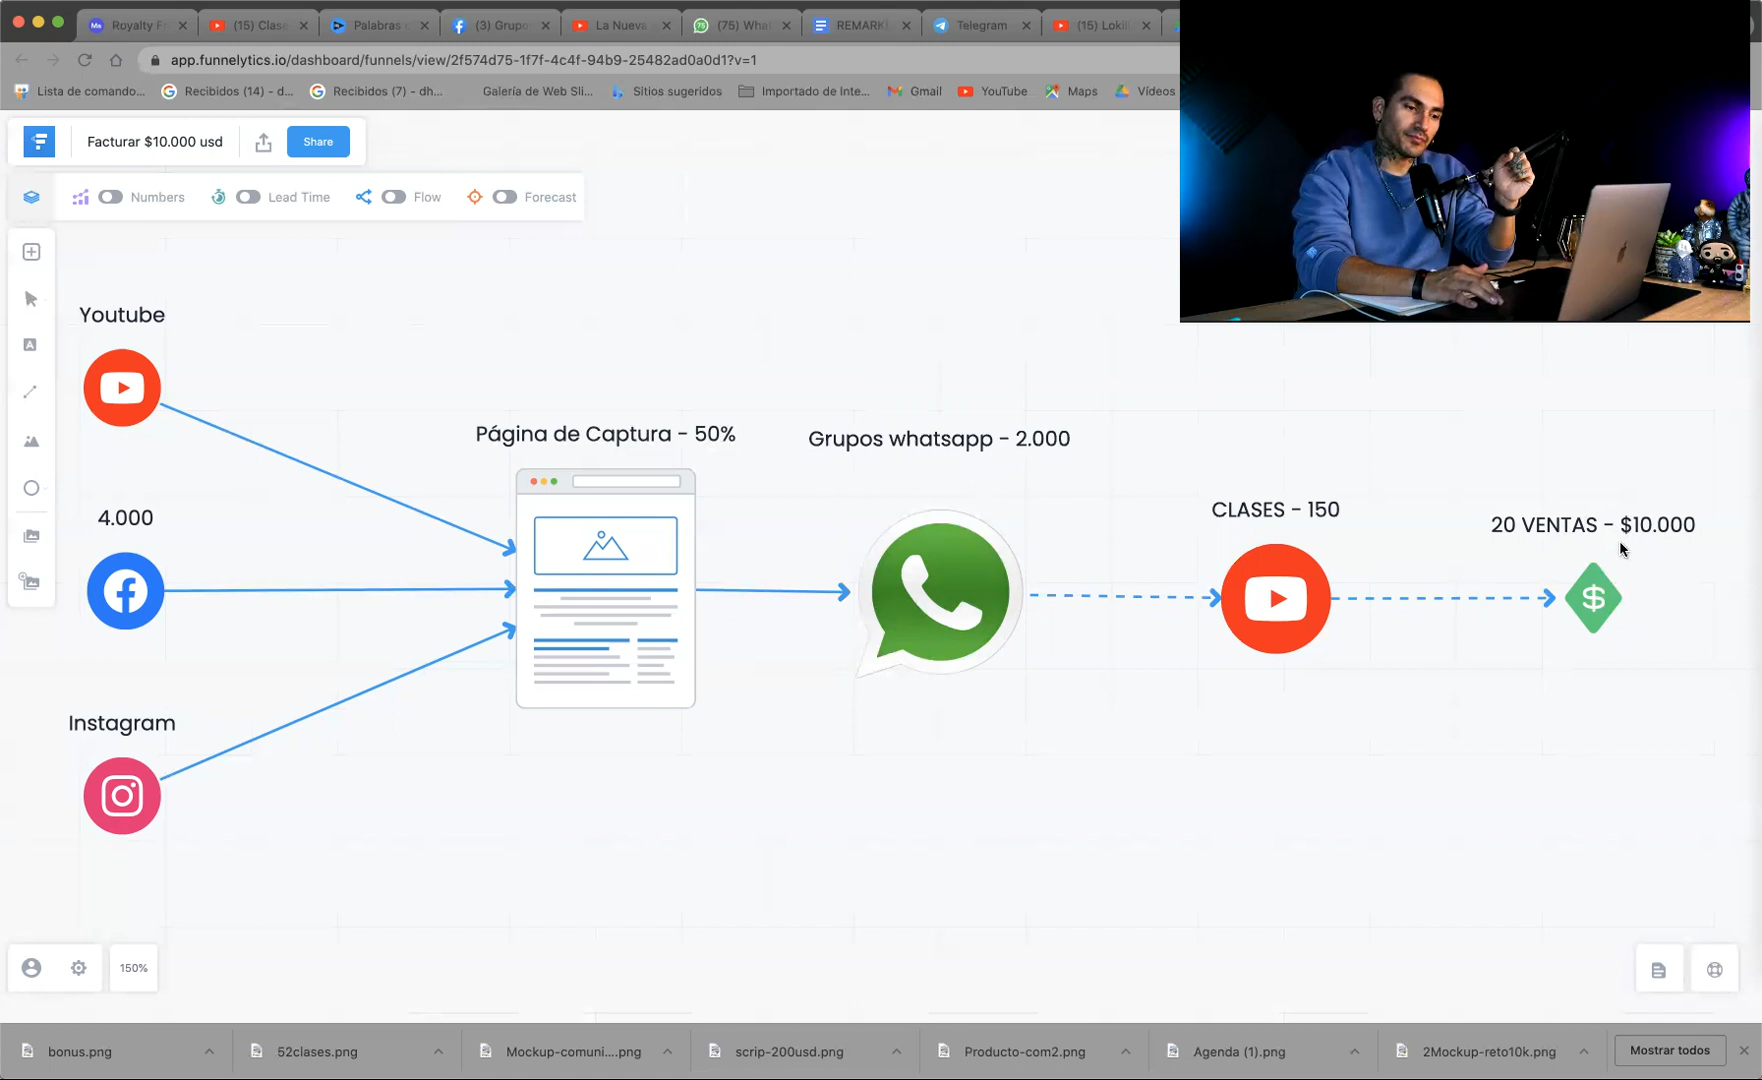 Royalty Fr
(15) Clase
Palabras c
(3) Grupo
La Nueva
(75) What
REMARK
Telegram
(15) Loki
app.funnelytics.io/dashboard/funnels/view/2f574d75-1f7f-4c4f-94b9-25482ad0a0d1?v=1
Lista de comando...
Recibidos (14) - d...
Recibidos (7) - dh...
Galería de Web Sli...
Sitios sugeridos
Importado de Inte...
Gmail
YouTube
Maps
Vídeos
Facturar $10.000 usd
Share
Numbers
Lead Time
Flow
Forecast
Youtube
Página de Captura - 50%
Grupos whatsapp - 2.000
CLASES - 150
20 VENTAS - $10.000
4.000
Instagram
150%
bonus.png
52clases.png
Mockup-comuni....png
scrip-200usd.png
Producto-com2.png
Agenda (1).png
2Mockup-reto10k.png
Mostrar todos